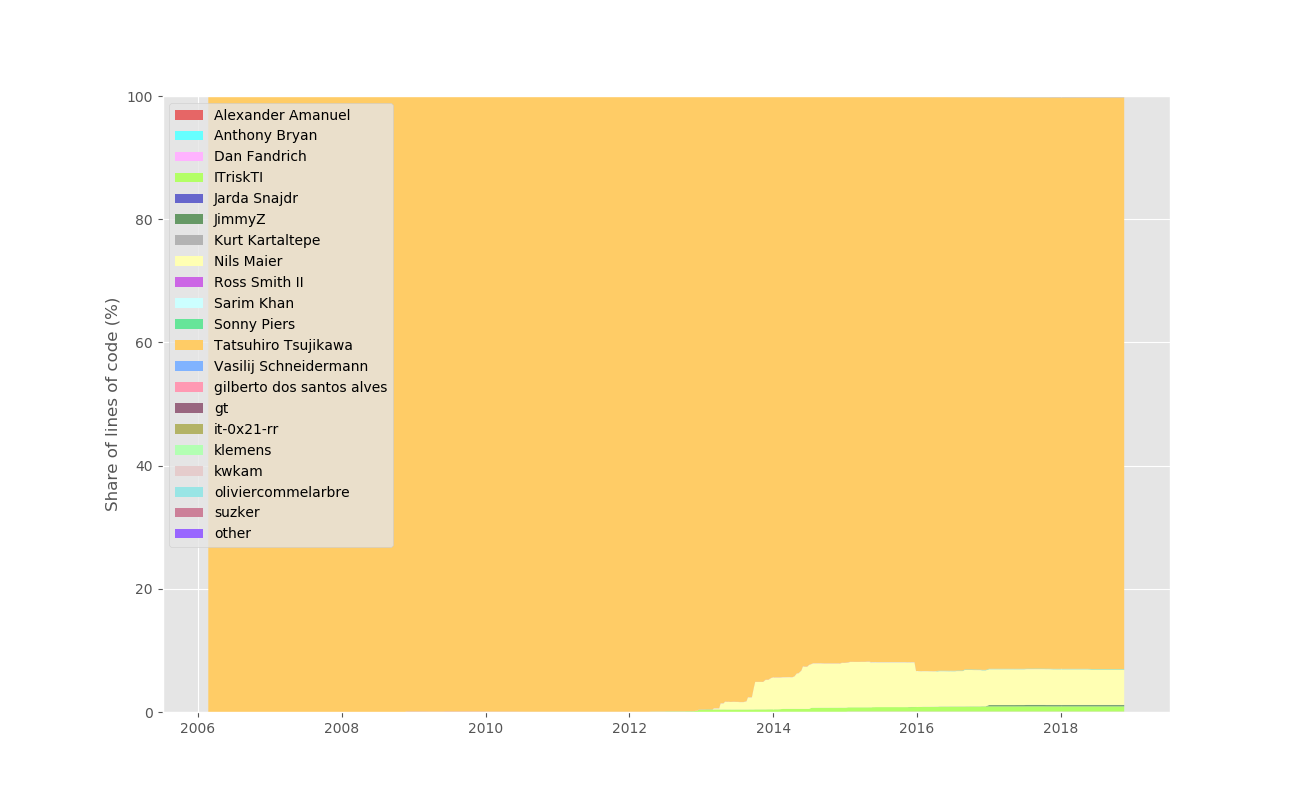 100
80
60
40
20
0
Share of lines of code (%)
Alexander Amanuel
Anthony Bryan
Dan Fandrich
ITriskTI
Jarda Snajdr
JimmyZ
Kurt Kartaltepe
Nils Maier
Ross Smith II
Sarim Khan
Sonny Piers
Tatsuhiro Tsujikawa
Vasilij Schneidermann
gilberto dos santos alves
gt
it-0x21-rr
klemens
kwkam
oliviercommelarbre
suzker
other
2006 2008 2010 2012 2014 2016 2018